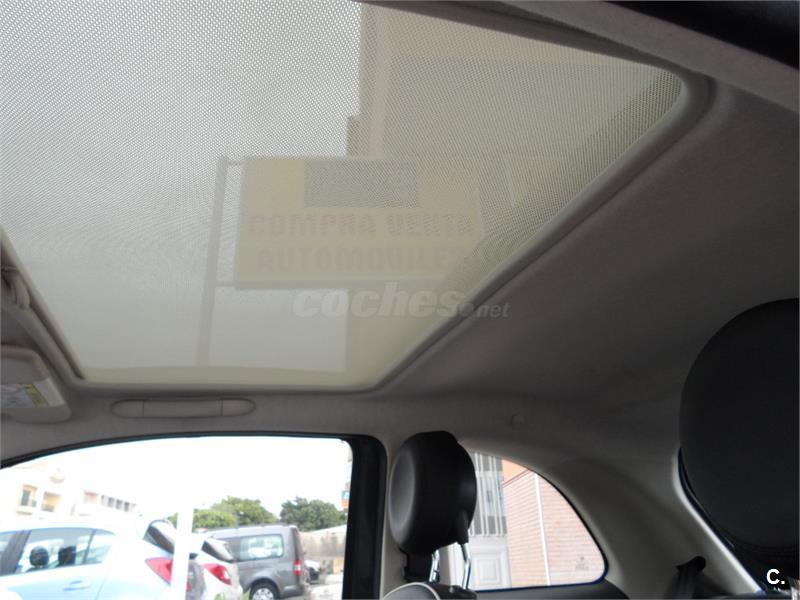 COMPRA VENTA
AUTOMOVILES
coches.net
C.